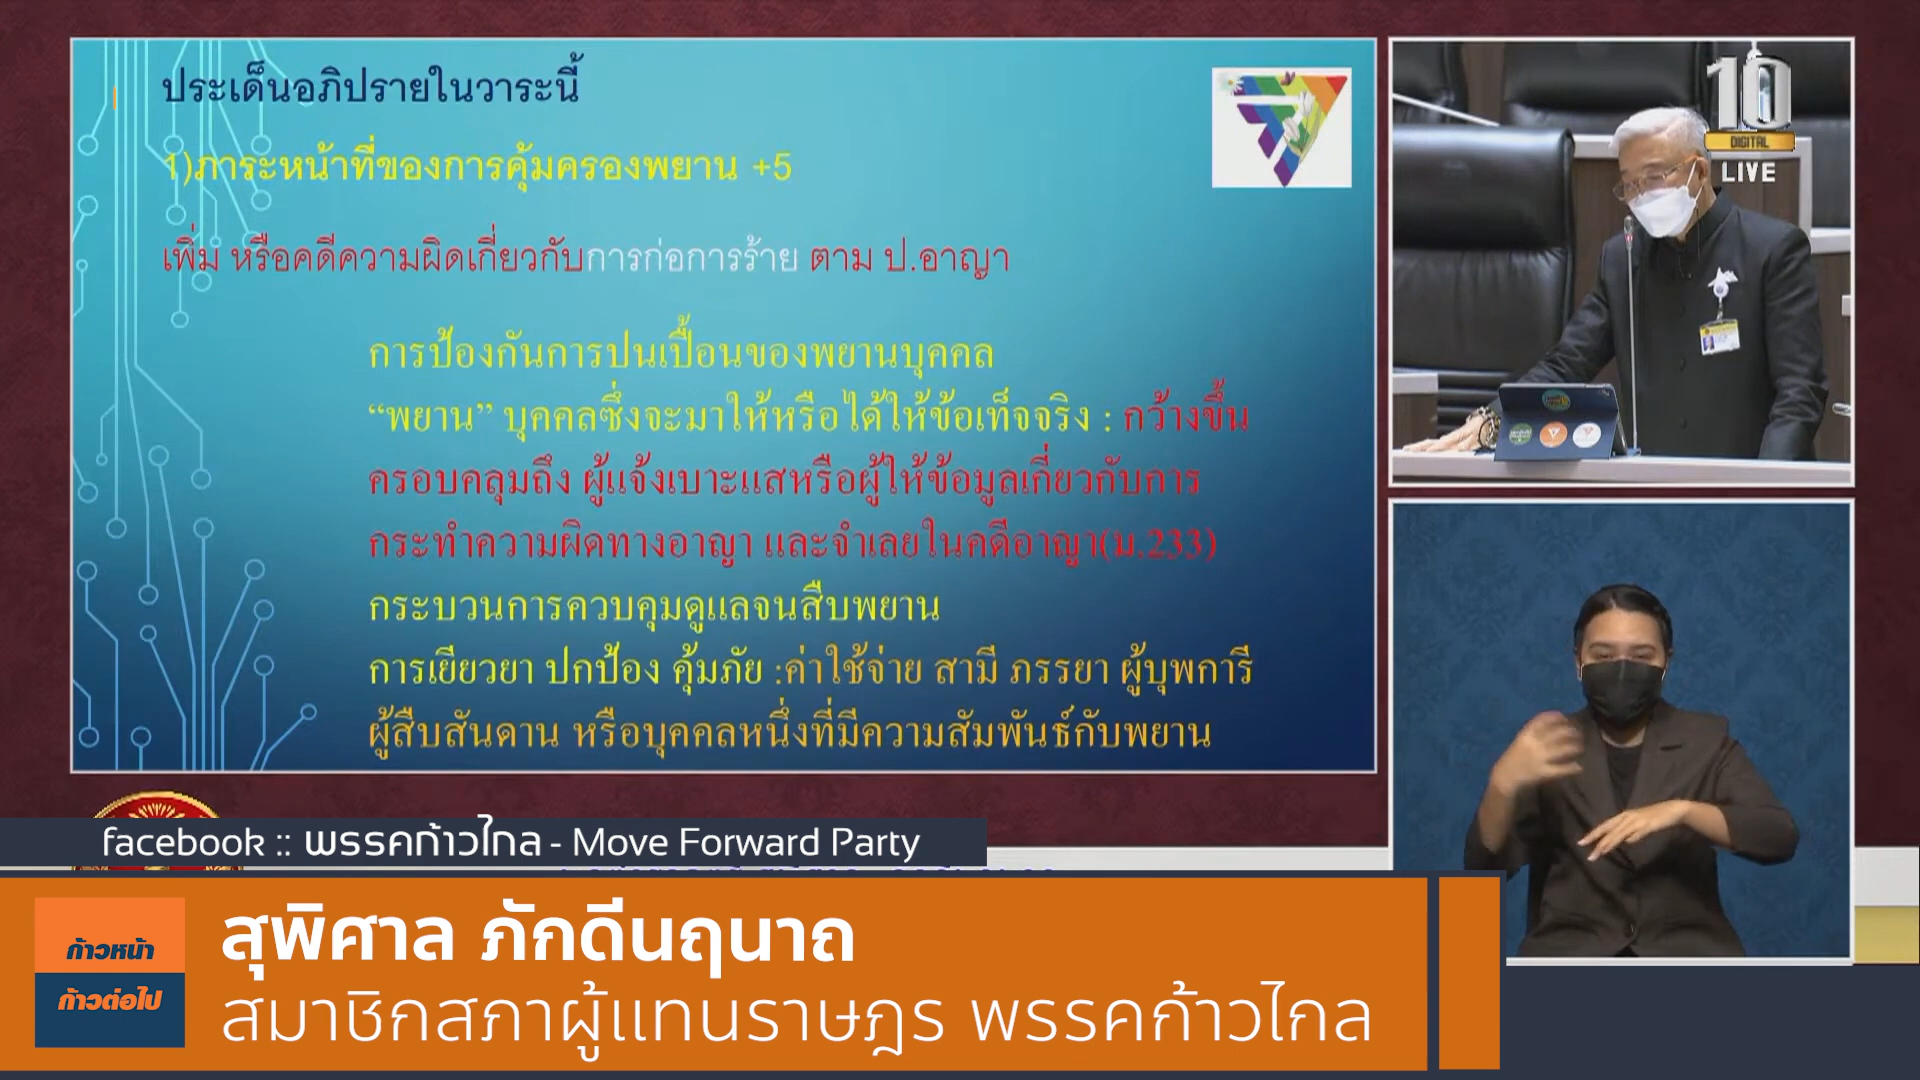 ประเด็นอภิปรายในวาระนี้
1)ภาระหน้าที่ของการคุ้มครองพยาน +5
เพิ่ม หรือคดีความผิดเกี่ยวกับการก่อการร้าย ตาม ป.อาญา
การป้องกันการปนเปื้อนของพยานบุคคล
“พยาน” บุคคลซึ่งจะมาให้หรือได้ให้ข้อเท็จจริง : กว้างขึ้น
ครอบคลุมถึง ผู้แจ้งเบาะแสหรือผู้ให้ข้อมูลเกี่ยวกับการ
กระทำความผิดทางอาญา และจำเลยในคดีอาญา(ม.233)
กระบวนการควบคุมดูแลจนสืบพยาน
การเยียวยา ปกป้อง คุ้มภัย :ค่าใช้จ่าย สามี ภรรยา ผู้บุพการี
ผู้สืบสันดาน หรือบุคคลหนึ่งที่มีความสัมพันธ์กับพยาน
10
DIGITAL
LIVE
facebook :: พรรคก้าวไกล - Move Forward Party
ก้าวหน้า
ก้าวต่อไป
สุพิศาล ภักดีนฤนาถ
สมาชิกสภาผู้แทนราษฎร พรรคก้าวไกล